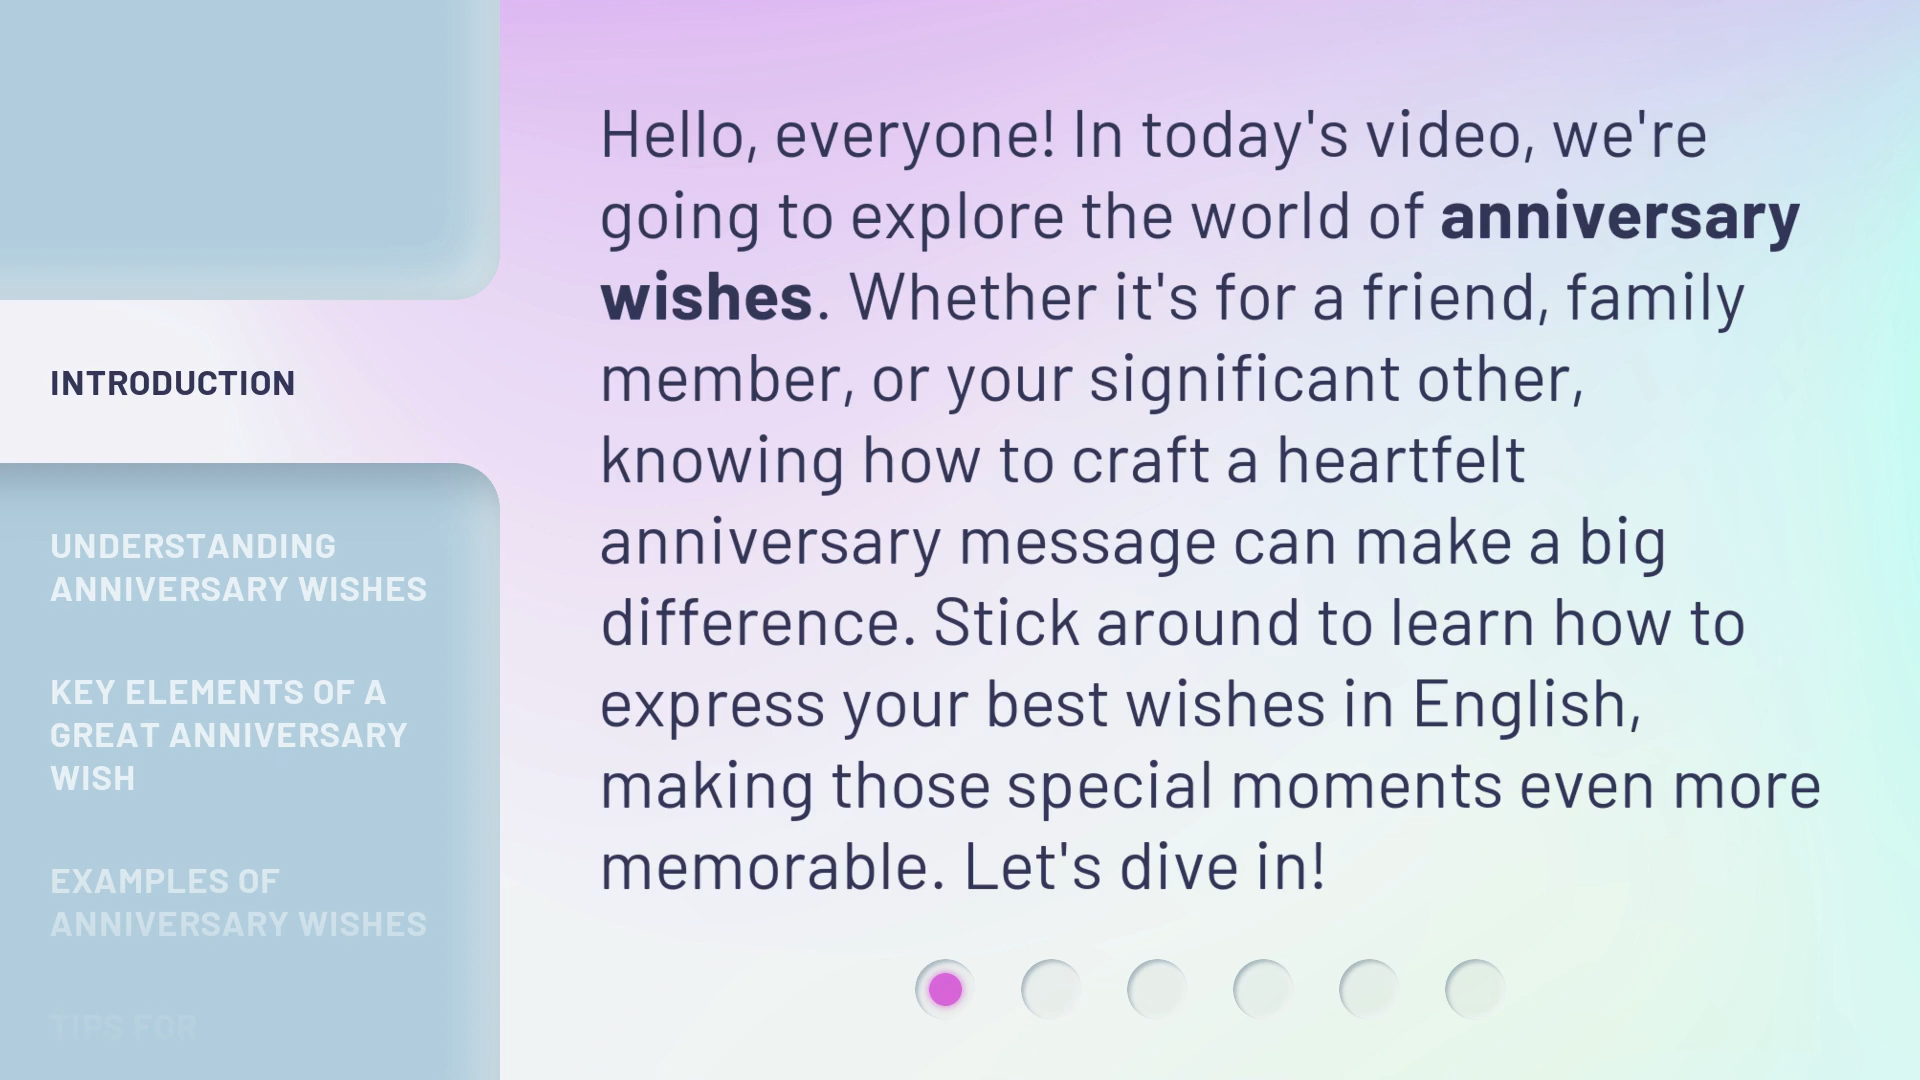 INTRODUCTION
UNDERSTANDING
ANNIVERSARY WISHES
KEY ELEMENTS OF A
GREAT ANNIVERSARY
WISH
EXAMPLES OF
ANNIVERSARY WISHES
TIPS FOR
Hello, everyone! In today's video, we're
going to explore the world of anniversary
wishes. Whether it's for a friend, family
member, or your significant other,
knowing how to craft a heartfelt
anniversary message can make a big
difference. Stick around to learn how to
express your best wishes in English,
making those special moments even more
memorable. Let's dive in!